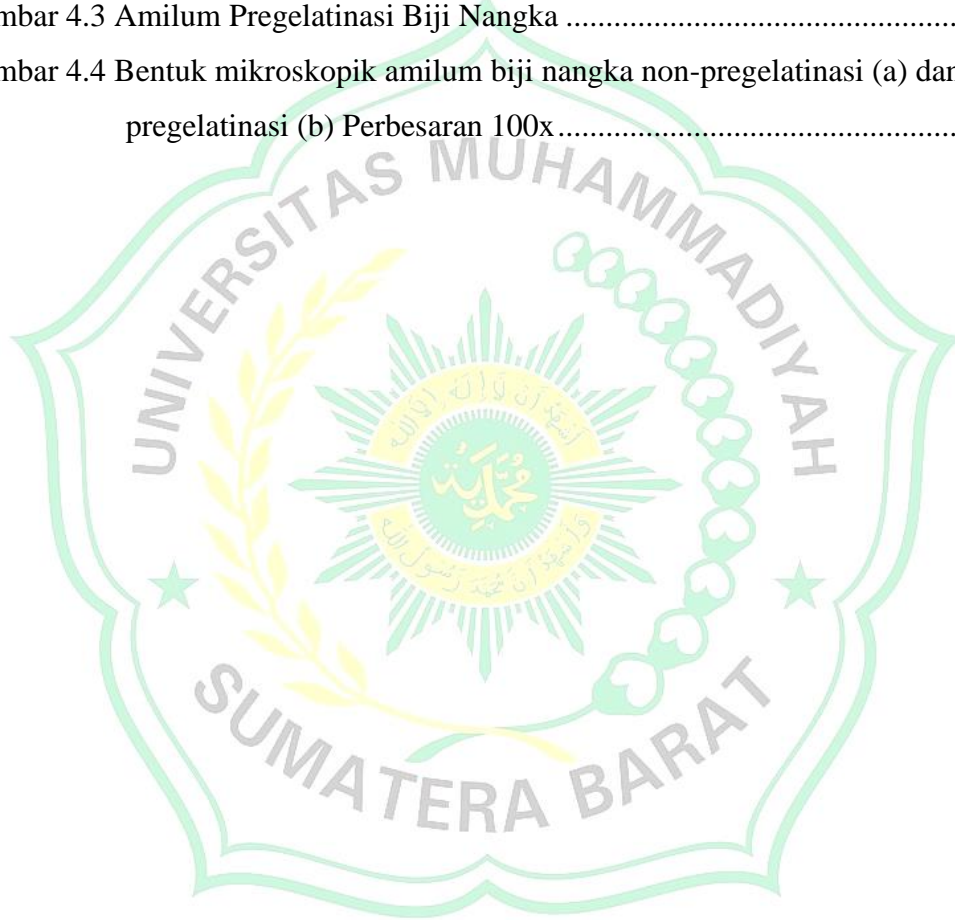 mbar 4.3 Amilum Pregelatinasi Biji Nangka ................................................
mbar 4.4 Bentuk mikroskopik amilum biji nangka non-pregelatinasi (a) dan
pregelatinasi (b) Perbesaran 100x ................................................
UNIVERSITAS MUHAMMADIYAH
SUMATERA BARAT